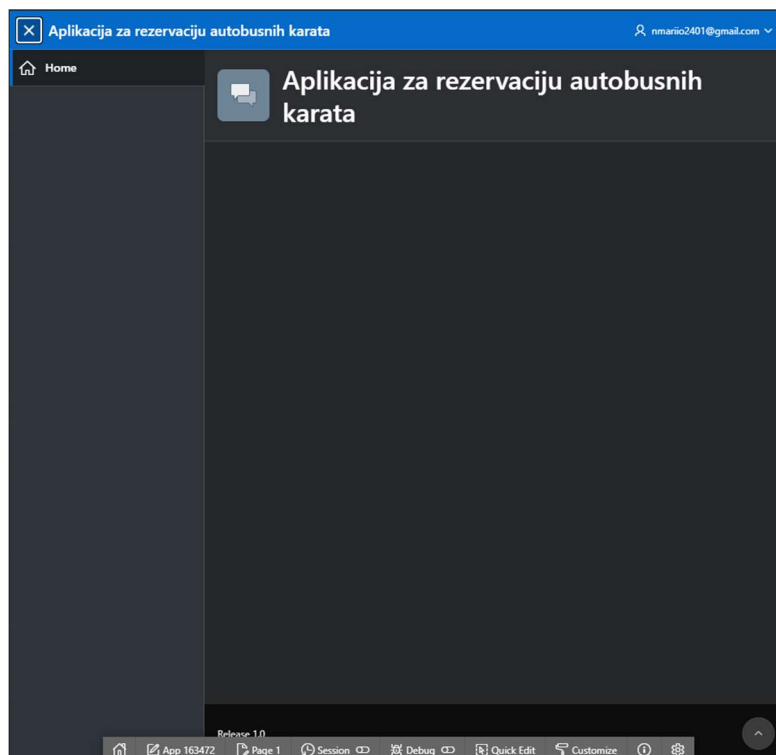 Aplikacija za rezervaciju autobusnih karata
nmariio2401@gmail.com
Home
Aplikacija za rezervaciju autobusnih
karata
Release 1.0
App 163472 Page 1 Session Debug Quick Edit Customize